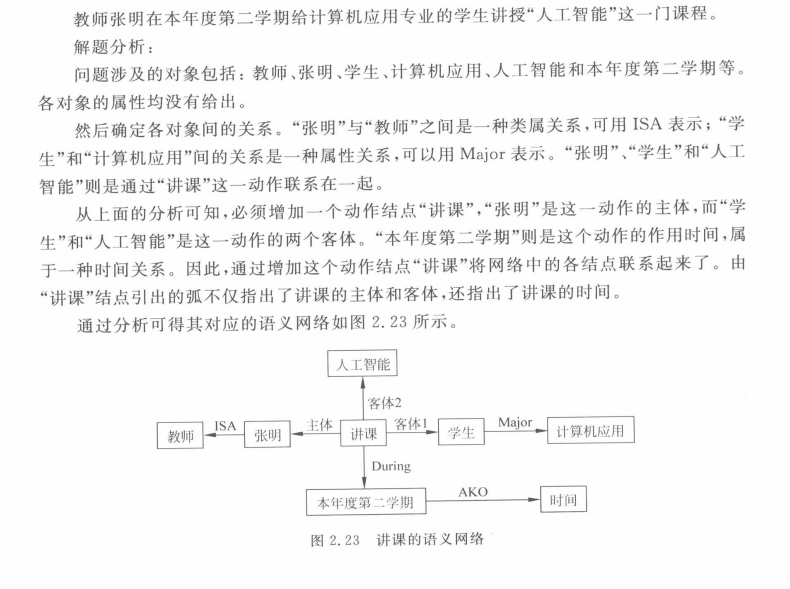 教师张明在本年度第二学期给计算机应用专业的学生讲授“人工智能”这一门课程。
解题分析：
问题涉及的对象包括：教师、张明、学生、计算机应用、人工智能和本年度第二学期等。
各对象的属性均没有给出。
然后确定各对象间的关系。“张明”与“教师”之间是一种类属关系,可用 ISA 表示；“学
生”和“计算机应用”间的关系是一种属性关系,可以用 Major 表示。“张明”、“学生”和“人工
智能”则是通过“讲课”这一动作联系在一起。
从上面的分析可知,必须增加一个动作结点“讲课”,“张明”是这一动作的主体,而“学
生”和“人工智能”是这一动作的两个客体。“本年度第二学期”则是这个动作的作用时间,属
于一种时间关系。因此,通过增加这个动作结点“讲课”将网络中的各结点联系起来了。由
“讲课”结点引出的弧不仅指出了讲课的主体和客体,还指出了讲课的时间。
通过分析可得其对应的语义网络如图 2.23 所示。
人工智能
客体2
教师 ISA 张明 主体 讲课 客体1 学生 Major 计算机应用
During
本年度第二学期 AKO 时间
图 2.23 讲课的语义网络